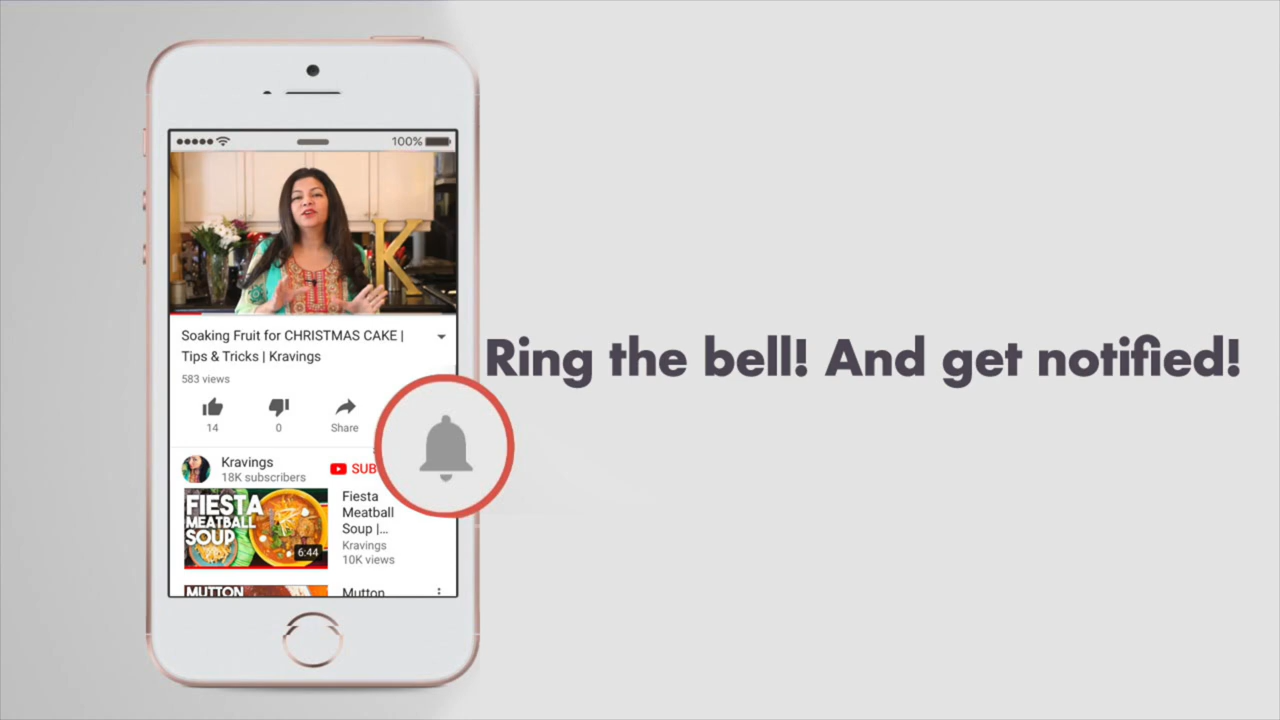 100%
K
Soaking Fruit for CHRISTMAS CAKE |
Tips & Tricks | Kravings
583 views
14
0
Share
Kravings
18K subscribers
SUB
FIESTA
MEATBALL
SOUP
6:44
Fiesta
Meatball
Soup |...
Kravings
10K views
MUTTON
Mutton
Ring the bell! And get notified!